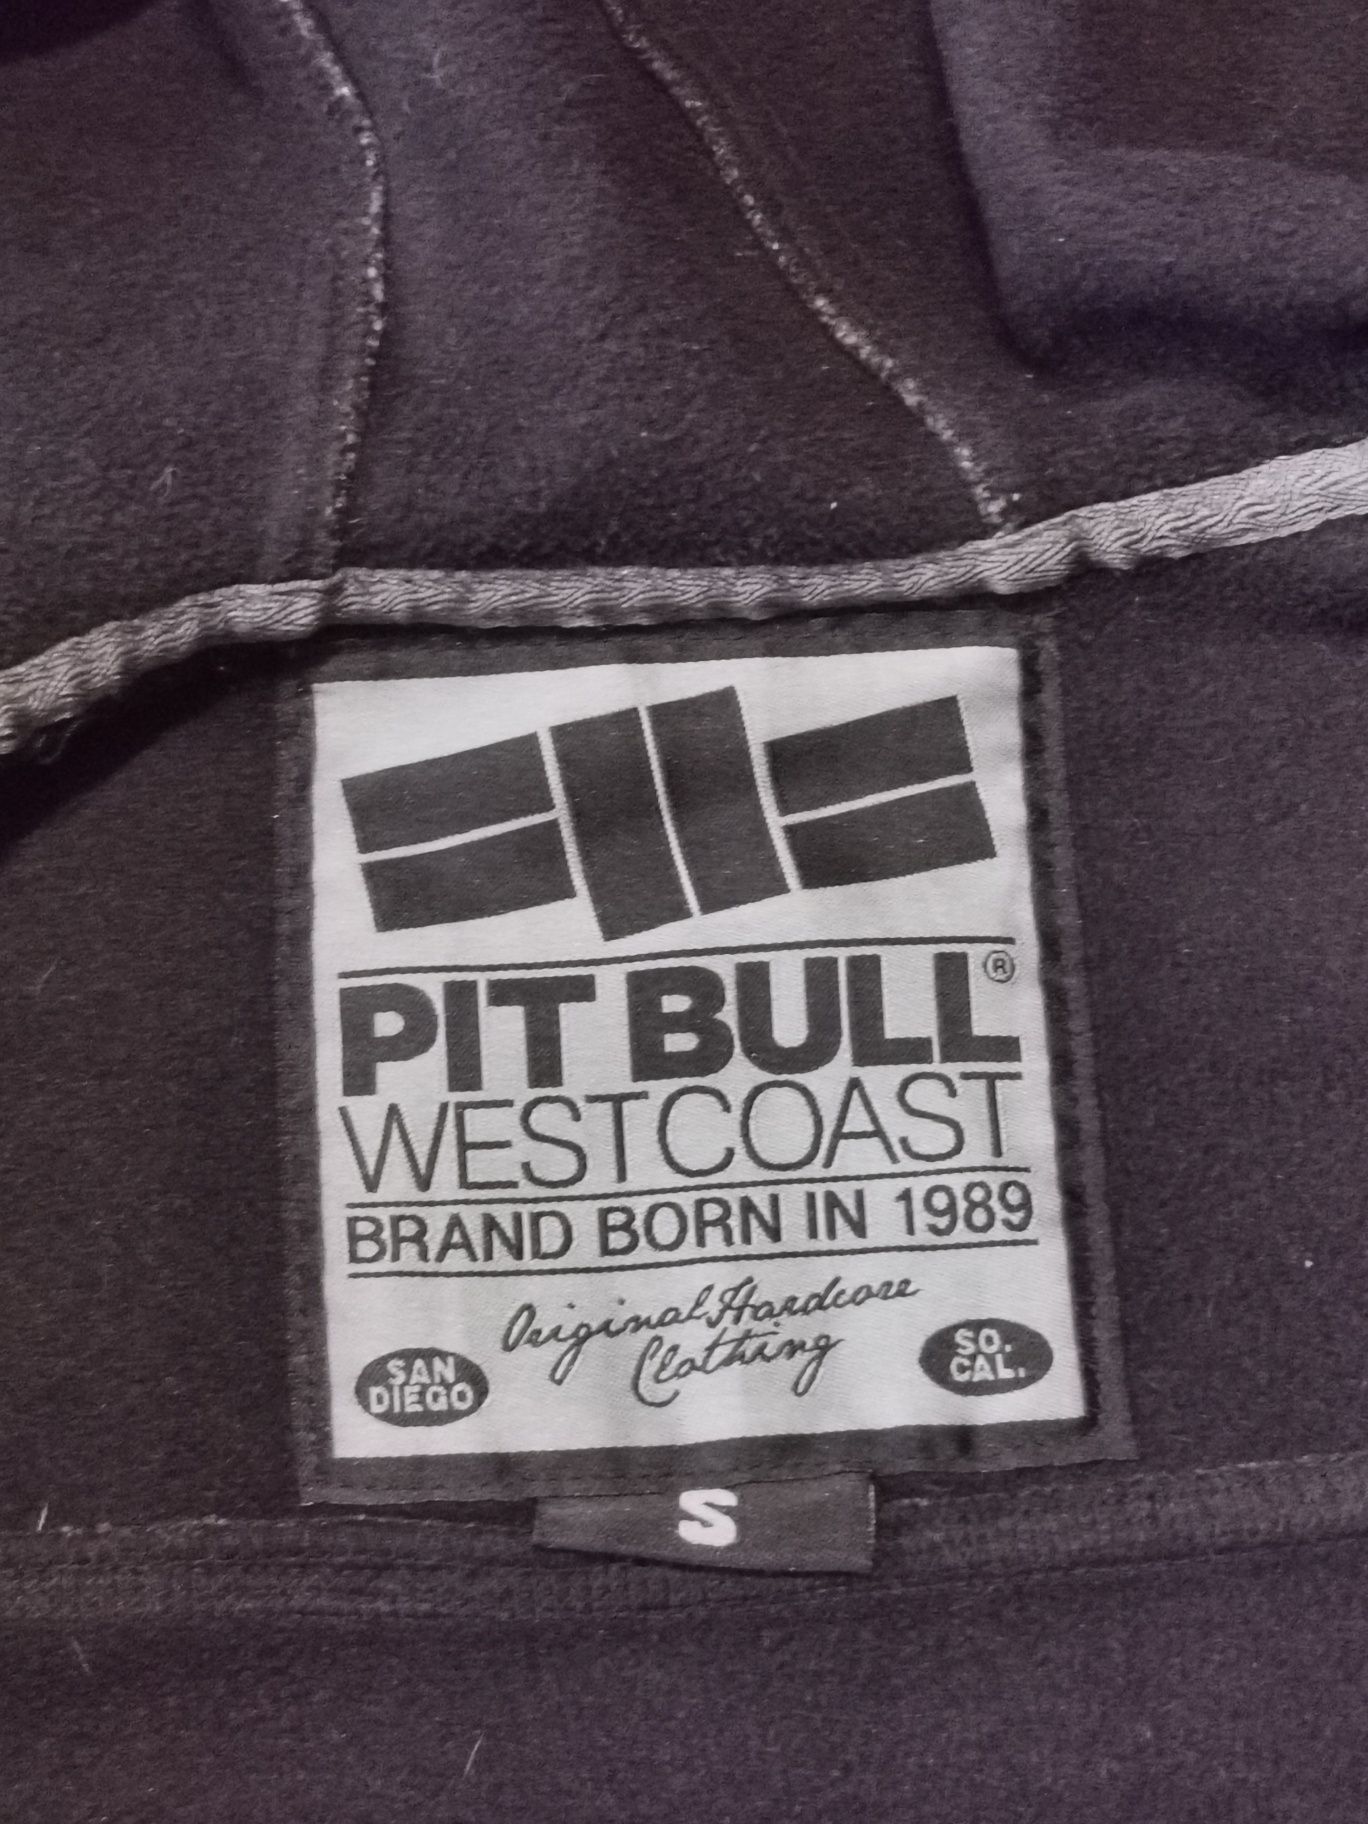 PIT BULL®
WESTCOAST
BRAND BORN IN 1989
Original Hardcore
Clothing
SAN
DIEGO
SO.
CAL.
S